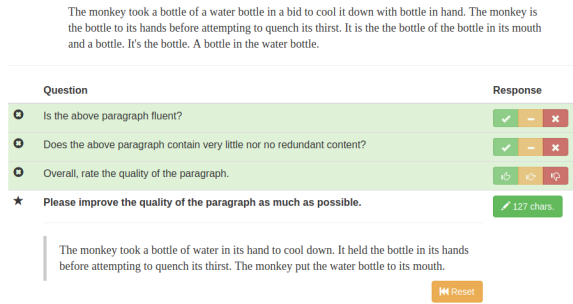 The monkey took a bottle of a water bottle in a bid to cool it down with bottle in hand. The monkey is
the bottle to its hands before attempting to quench its thirst. It is the the bottle of the bottle in its mouth
and a bottle. It's the bottle. A bottle in the water bottle.
Question Response
Is the above paragraph fluent?
Does the above paragraph contain very little nor no redundant content?
Overall, rate the quality of the paragraph.
Please improve the quality of the paragraph as much as possible. 127 chars.
The monkey took a bottle of water in its hand to cool down. It held the bottle in its hands
before attempting to quench its thirst. The monkey put the water bottle to its mouth.
Reset